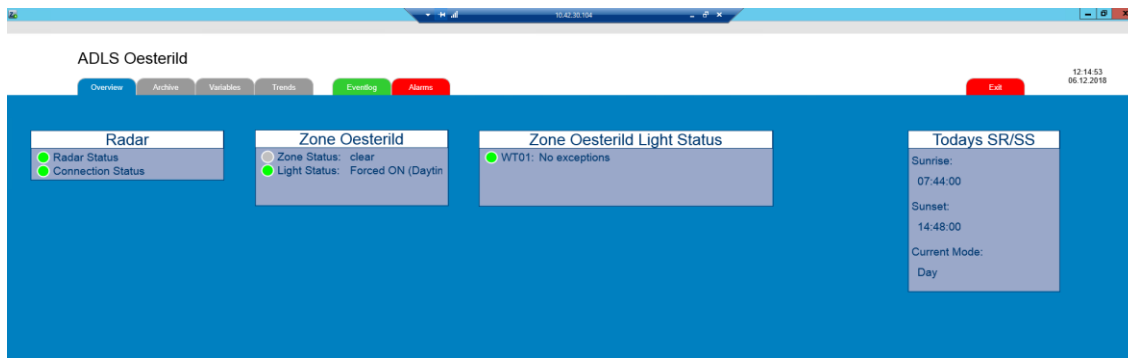 10.42.30.104
ADLS Oesterild
12:14:53
06.12.2018
Overview Archive Variables Trends Eventlog Alarms Exit
Radar
Radar Status
Connection Status
Zone Oesterild
Zone Status: clear
Light Status: Forced ON (Daytin
Zone Oesterild Light Status
WT01: No exceptions
Todays SR/SS
Sunrise:
07:44:00
Sunset:
14:48:00
Current Mode:
Day